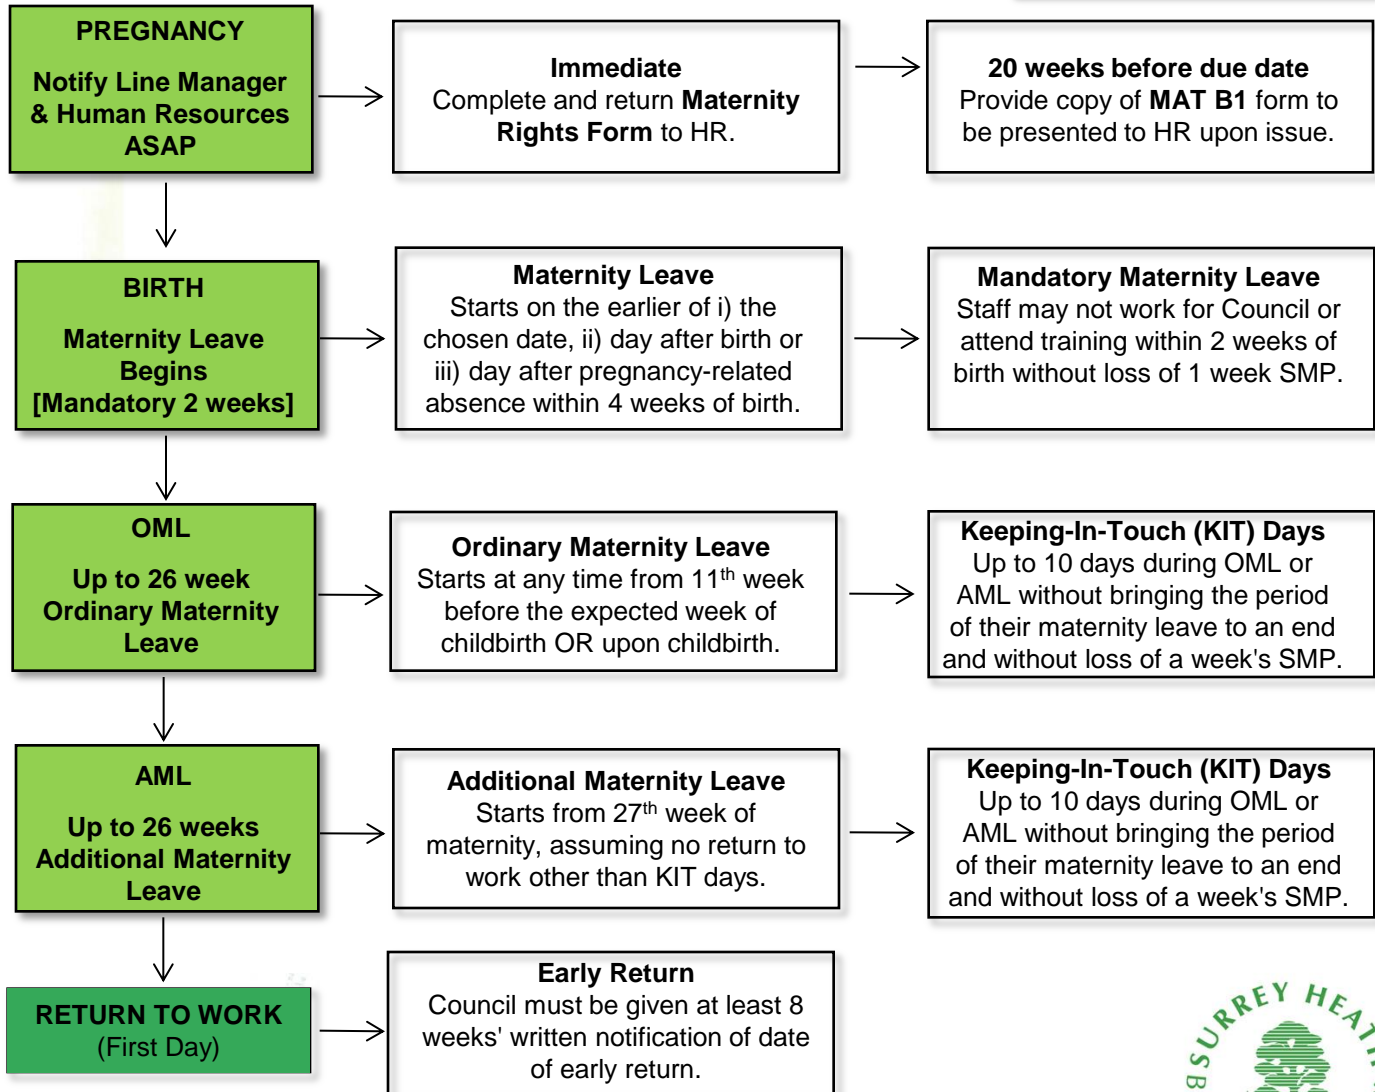 PREGNANCY
Notify Line Manager
& Human Resources
ASAP
Immediate
Complete and return Maternity
Rights Form to HR.
20 weeks before due date
Provide copy of MAT B1 form to
be presented to HR upon issue.
BIRTH
Maternity Leave
Begins
[Mandatory 2 weeks]
Maternity Leave
Starts on the earlier of i) the
chosen date, ii) day after birth or
iii) day after pregnancy-related
absence within 4 weeks of birth.
Mandatory Maternity Leave
Staff may not work for Council or
attend training within 2 weeks of
birth without loss of 1 week SMP.
OML
Up to 26 week
Ordinary Maternity
Leave
Ordinary Maternity Leave
Starts at any time from 11th week
before the expected week of
childbirth OR upon childbirth.
Keeping-In-Touch (KIT) Days
Up to 10 days during OML or
AML without bringing the period
of their maternity leave to an end
and without loss of a week's SMP.
AML
Up to 26 weeks
Additional Maternity
Leave
Additional Maternity Leave
Starts from 27th week of
maternity, assuming no return to
work other than KIT days.
Keeping-In-Touch (KIT) Days
Up to 10 days during OML or
AML without bringing the period
of their maternity leave to an end
and without loss of a week's SMP.
RETURN TO WORK
(First Day)
Early Return
Council must be given at least 8
weeks' written notification of date
of early return.
SURREY HEATH